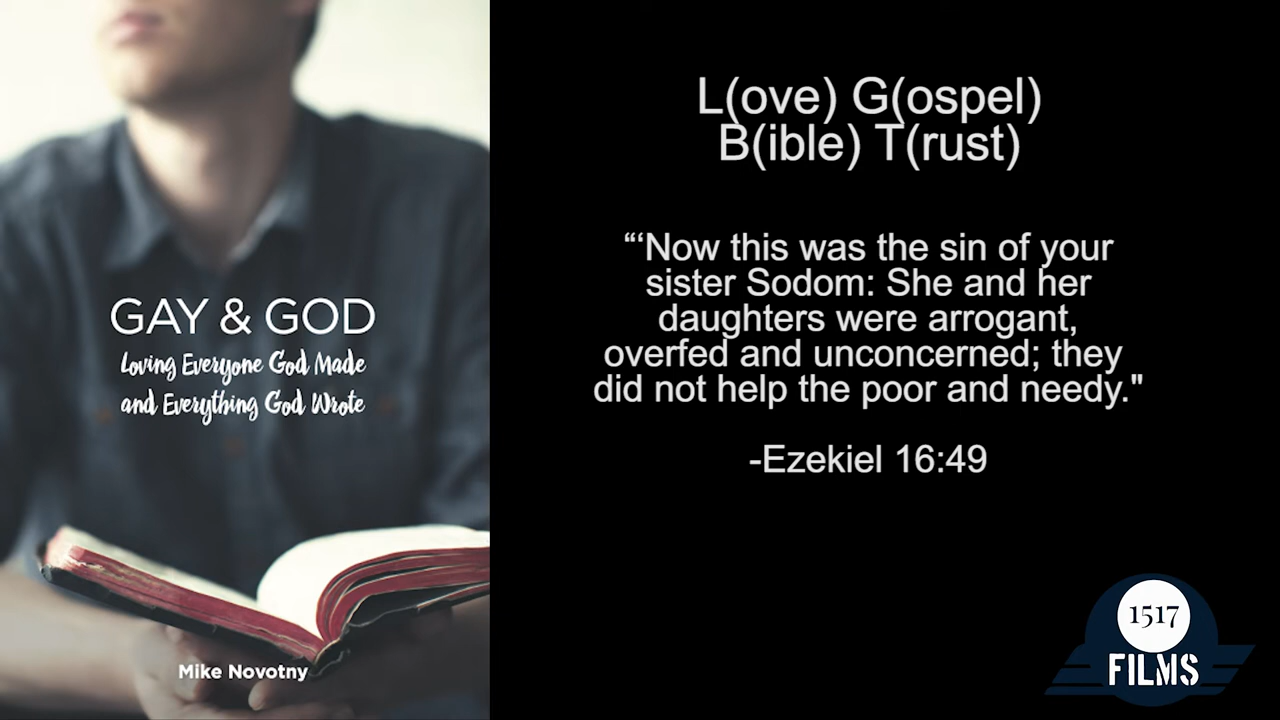 GAY & GOD
Loving Everyone God Made
and Everything God Wrote
Mike Novotny
L(ove) G(ospel)
B(ible) T(rust)
“‘Now this was the sin of your
sister Sodom: She and her
daughters were arrogant,
overfed and unconcerned; they
did not help the poor and needy."
-Ezekiel 16:49
1517
FILMS